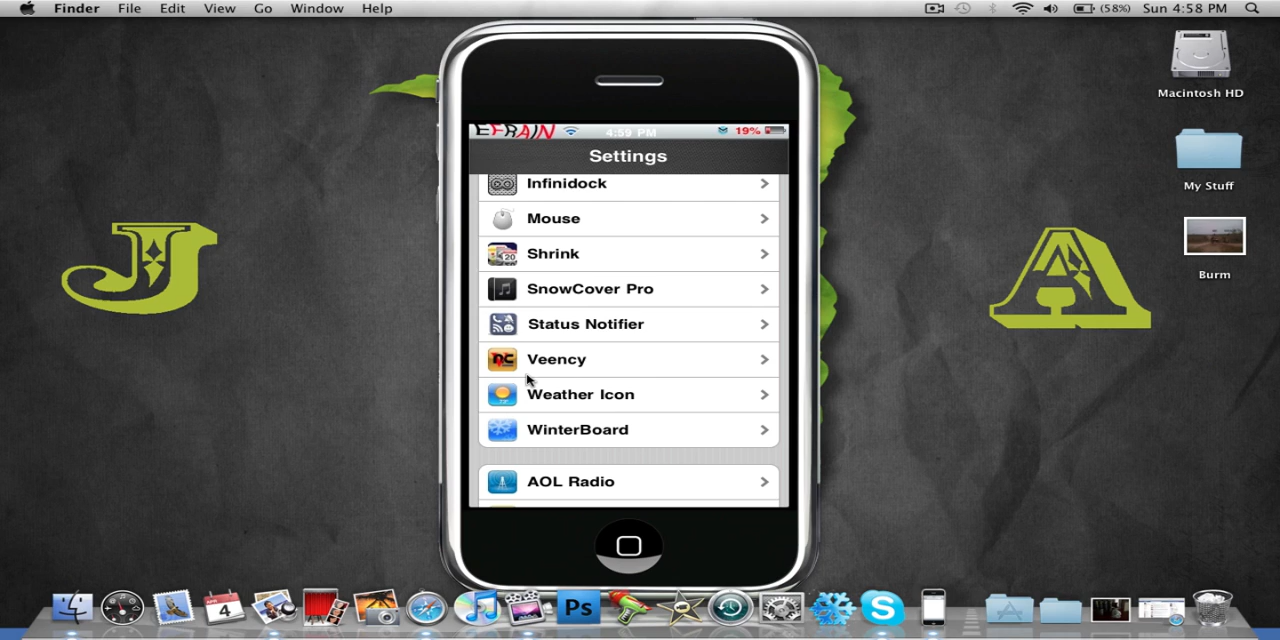 Finder File Edit View Go Window Help (58%) Sun 4:58 PM
Macintosh HD
My Stuff
Burm
J
A
EFRAIN 4:59 PM 19%
Settings
Infinidock
Mouse
Shrink
SnowCover Pro
Status Notifier
Veency
Weather Icon
WinterBoard
AOL Radio
4
Ps